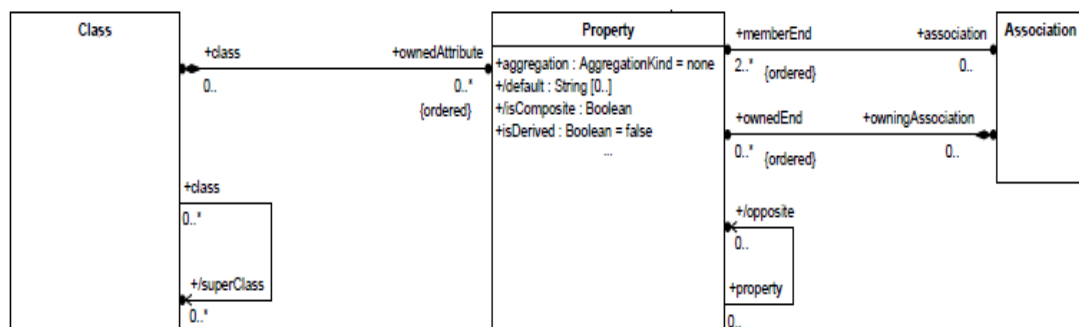 Class
Property
Association
+class
+ownedAttribute
0..
0..*
{ordered}
+aggregation : AggregationKind = none
+/default : String [0..]
+/isComposite : Boolean
+isDerived : Boolean = false
...
+memberEnd
+association
2..*
{ordered}
0..
+ownedEnd
+owningAssociation
0..*
{ordered}
0..
+class
0..*
+/superClass
0..*
+/opposite
0..
+property
0..